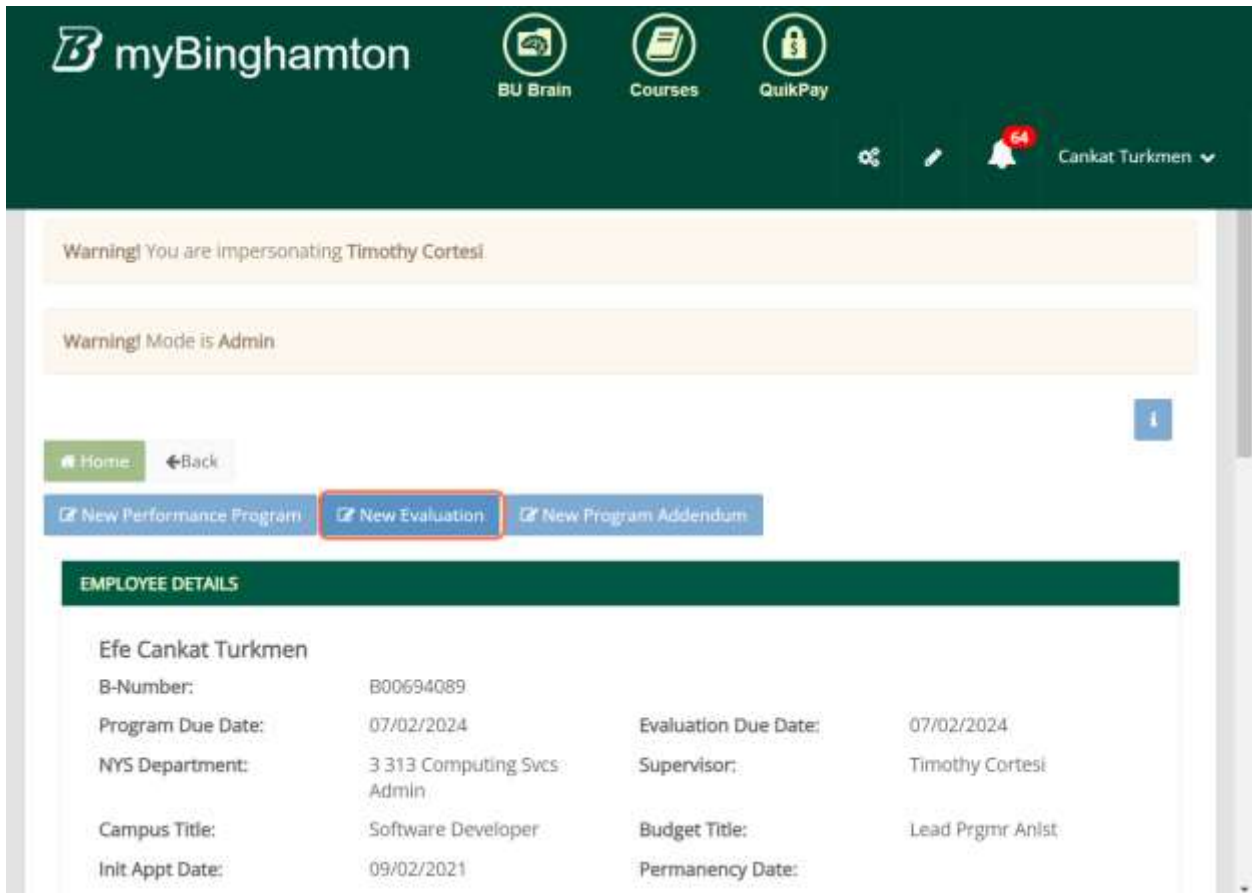 B myBinghamton
BU Brain Courses QuikPay
64 Cankat Turkmen
Warning! You are impersonating Timothy Cortesi
Warning! Mode is Admin
i
Home Back
New Performance Program New Evaluation New Program Addendum
EMPLOYEE DETAILS
Efe Cankat Turkmen
B-Number: B00694089
Program Due Date: 07/02/2024 Evaluation Due Date: 07/02/2024
NYS Department: 3 313 Computing Svcs Supervisor: Timothy Cortesi
Admin
Campus Title: Software Developer Budget Title: Lead Prgmr Anlst
Init Appt Date: 09/02/2021 Permanency Date: